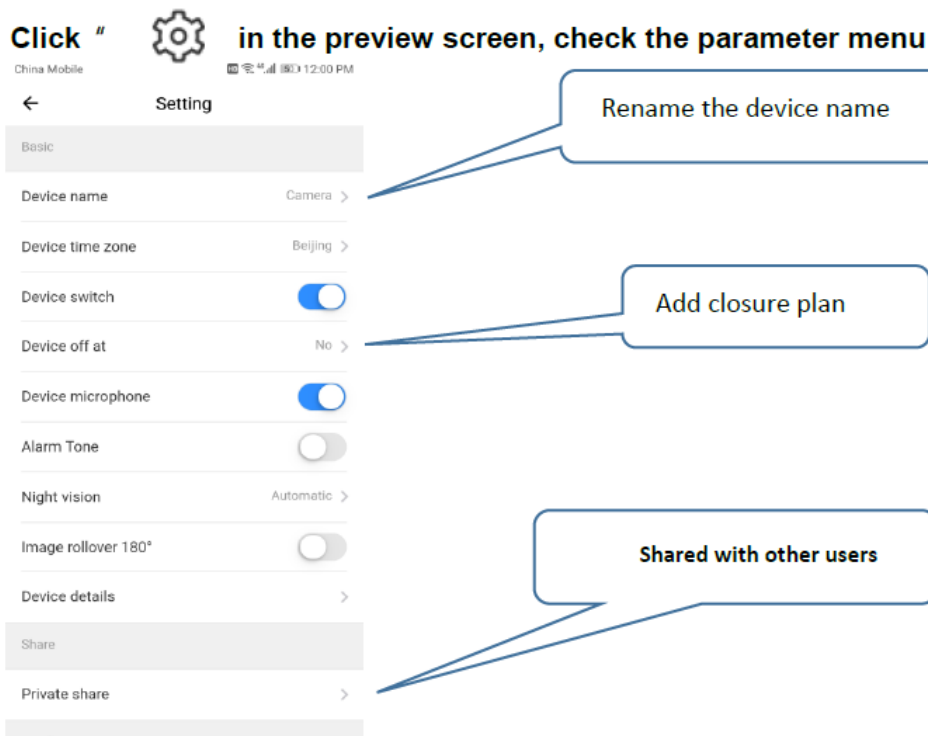 Click " in the preview screen, check the parameter menu
China Mobile 12:00 PM
Setting
Rename the device name
Basic
Device name Camera
Device time zone Beijing
Device switch
Add closure plan
Device off at No
Device microphone
Alarm Tone
Night vision Automatic
Image rollover 180°
Shared with other users
Device details
Share
Private share